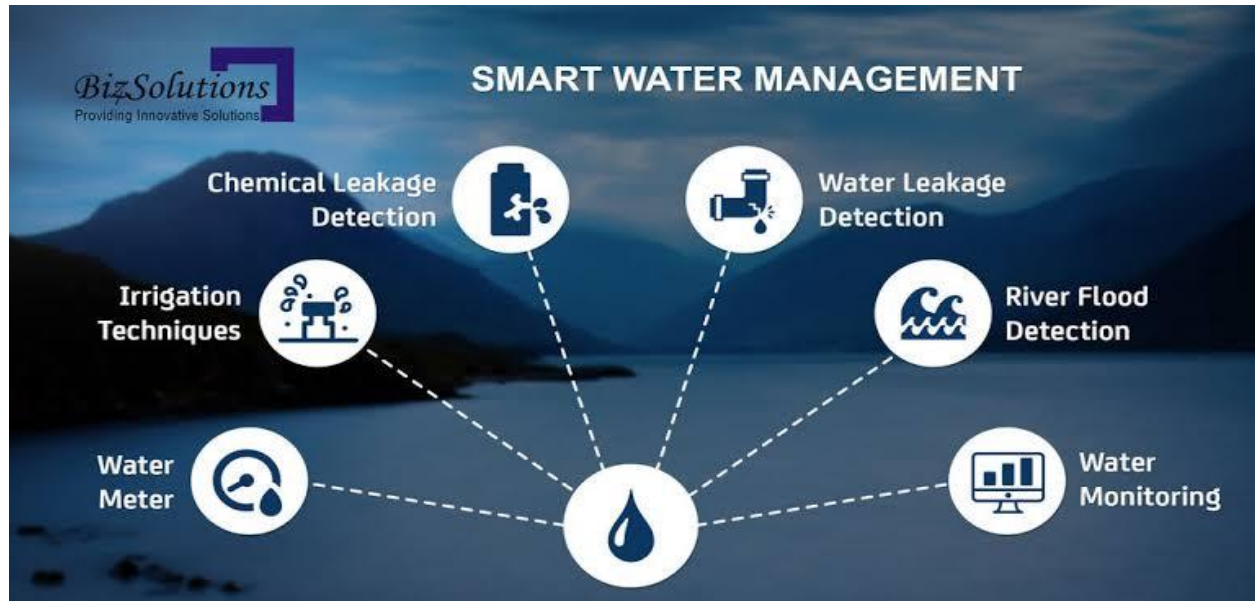 BizSolutions
Providing Innovative Solutions
SMART WATER MANAGEMENT
Chemical Leakage
Detection
Water Leakage
Detection
Irrigation
Techniques
River Flood
Detection
Water
Meter
Water
Monitoring